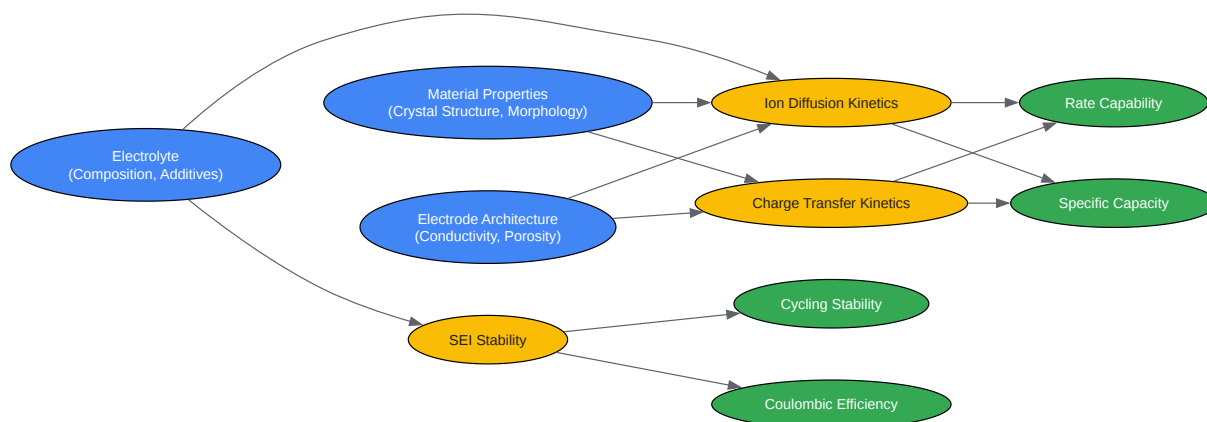 Material Properties
(Crystal Structure, Morphology)
Ion Diffusion Kinetics
Rate Capability
Electrolyte
(Composition, Additives)
Electrode Architecture
(Conductivity, Porosity)
Charge Transfer Kinetics
Specific Capacity
Cycling Stability
SEI Stability
Coulombic Efficiency